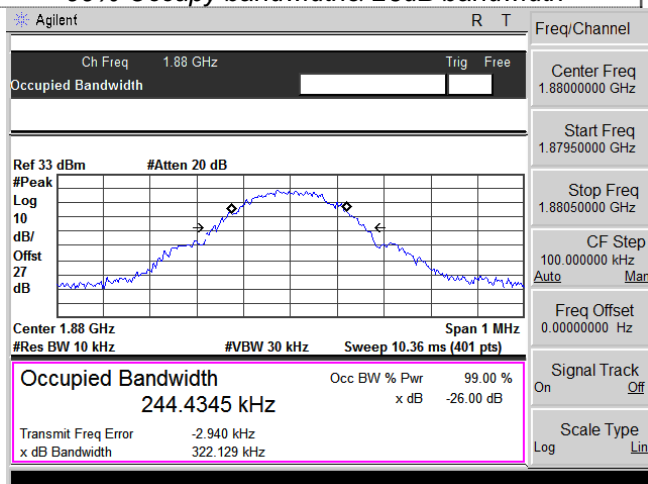 Agilent R T
Ch Freq 1.88 GHz Trig Free
Occupied Bandwidth
Ref 33 dBm #Atten 20 dB
#Peak
Log
10
dB/
Offst
27
dB
Center 1.88 GHz Span 1 MHz
#Res BW 10 kHz #VBW 30 kHz Sweep 10.36 ms (401 pts)
Occupied Bandwidth Occ BW % Pwr 99.00 %
244.4345 kHz x dB -26.00 dB
Transmit Freq Error -2.940 kHz
x dB Bandwidth 322.129 kHz
Freq/Channel
Center Freq
1.88000000 GHz
Start Freq
1.87950000 GHz
Stop Freq
1.88050000 GHz
CF Step
100.000000 kHz
Auto Man
Freq Offset
0.00000000 Hz
Signal Track
On Off
Scale Type
Log Lin